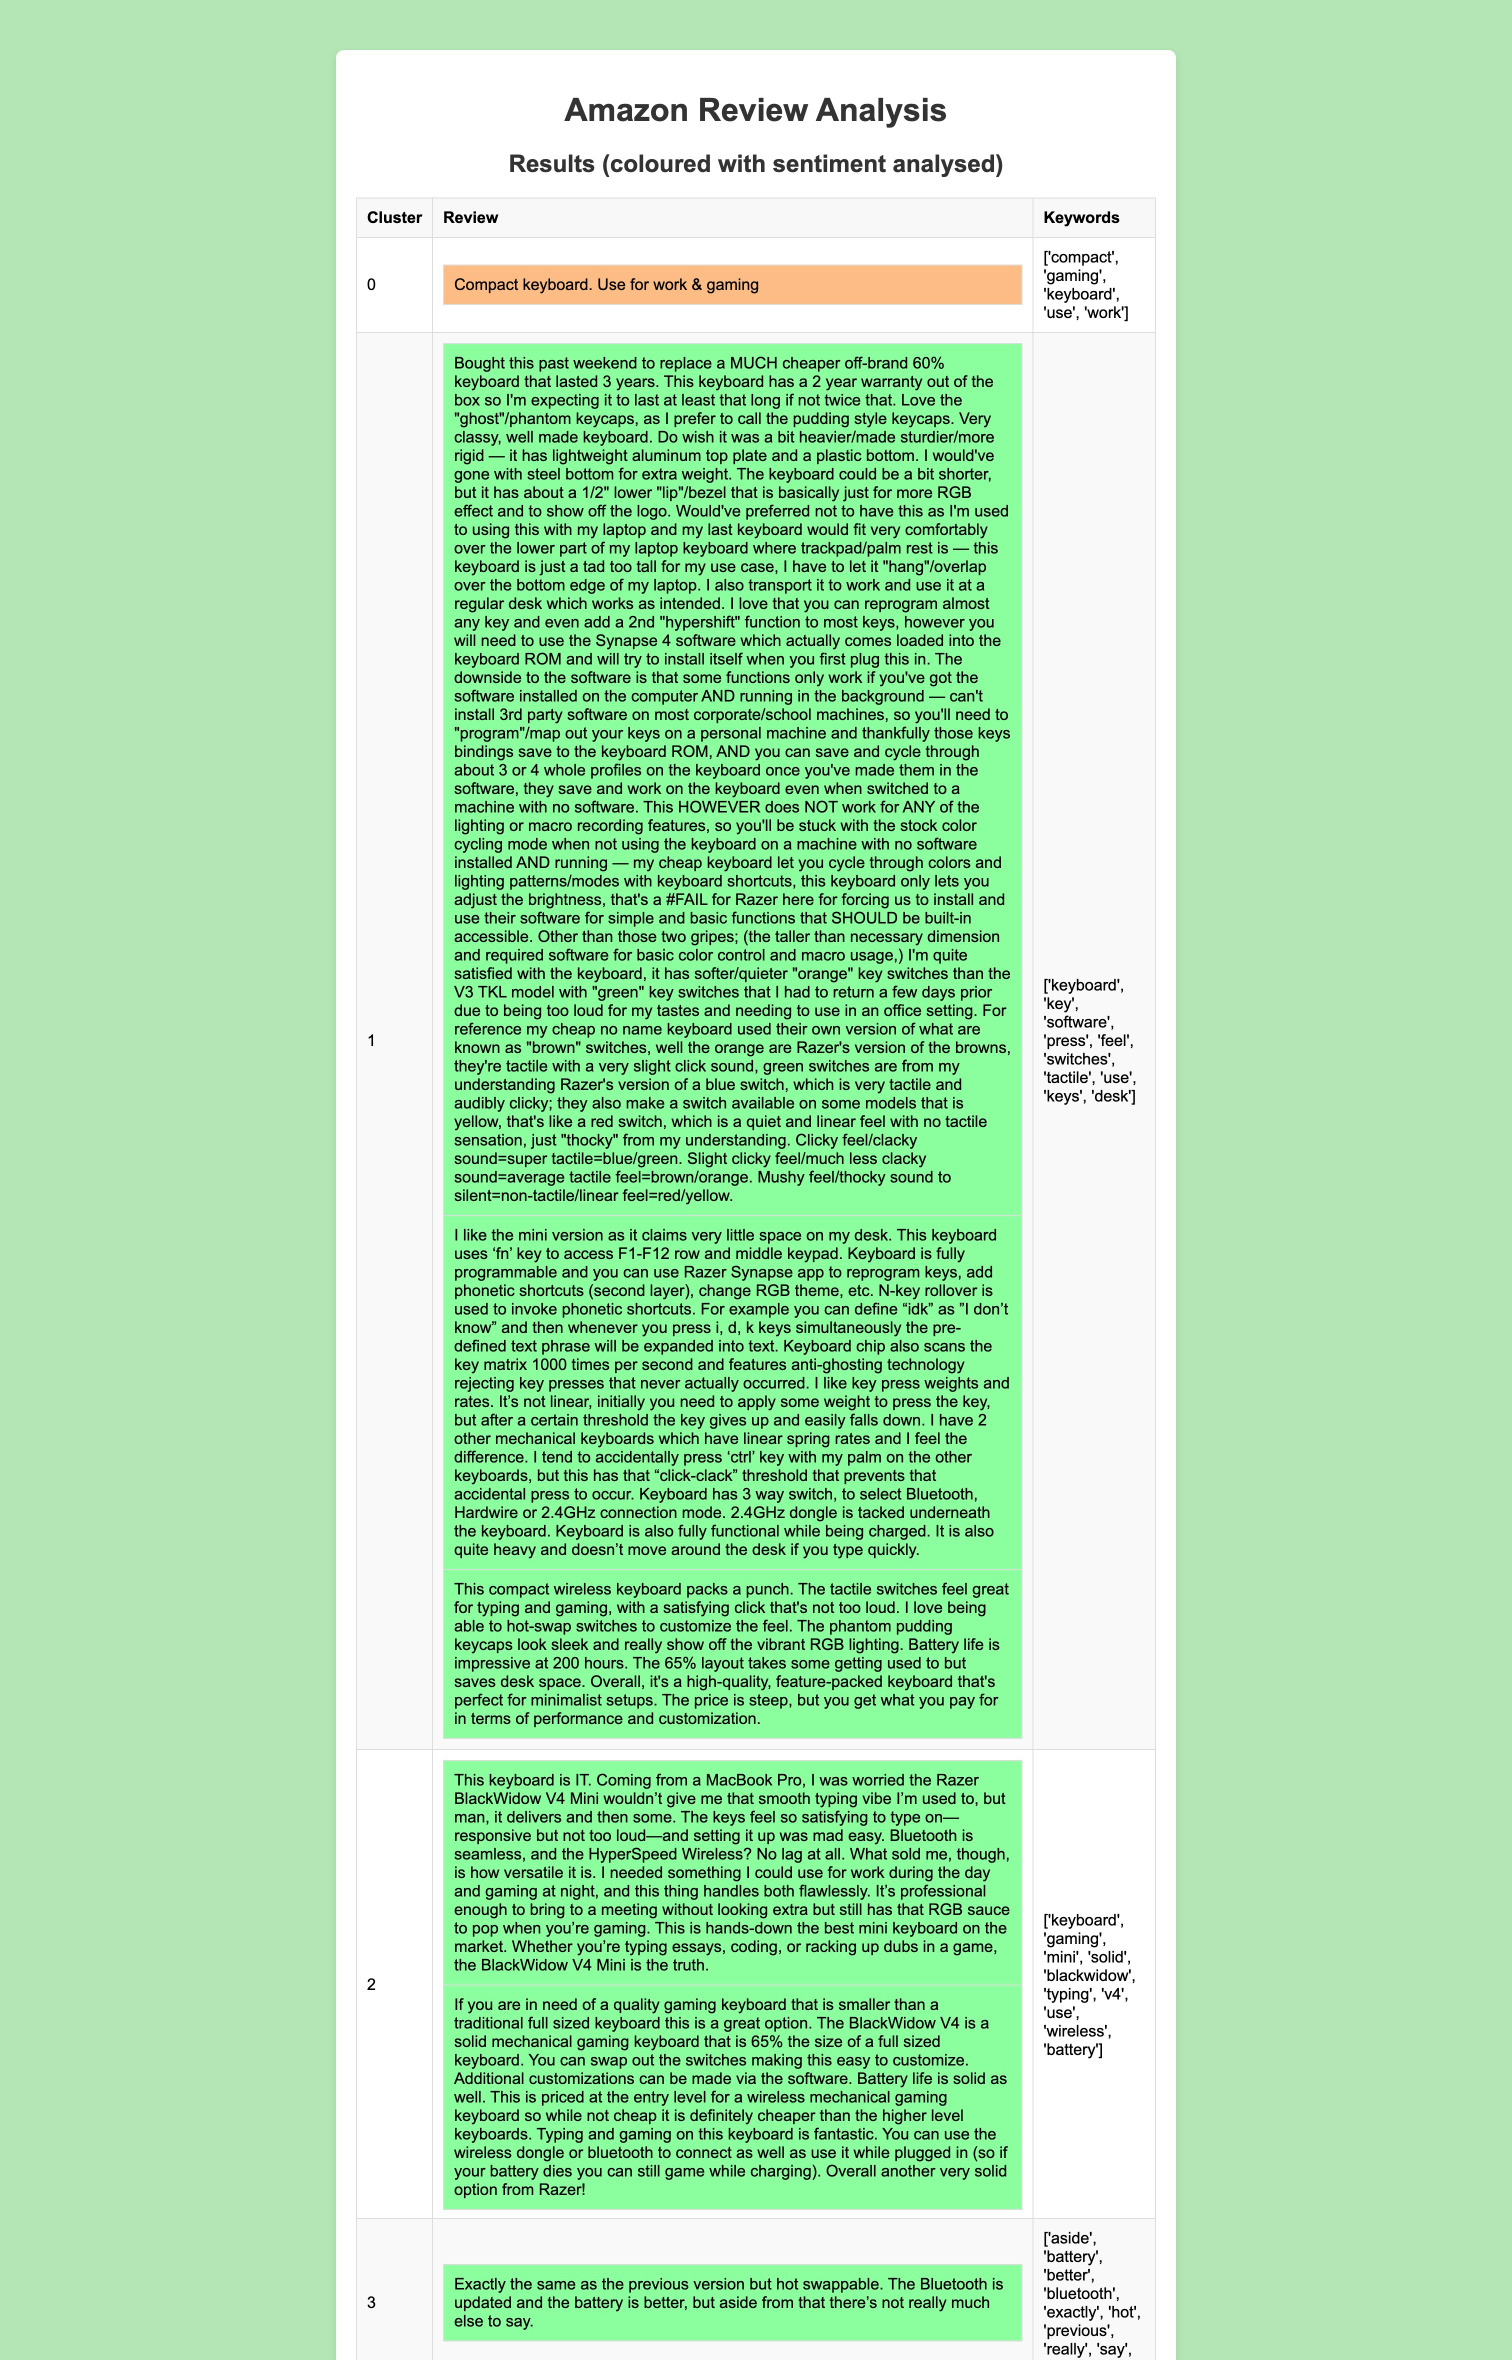 Amazon Review Analysis
Results (coloured with sentiment analysed)
Cluster
Review
Keywords
0
Compact keyboard. Use for work & gaming
['compact',
'gaming',
'keyboard',
'use', 'work']
1
Bought this past weekend to replace a MUCH cheaper off-brand 60%
keyboard that lasted 3 years. This keyboard has a 2 year warranty out of the
box so I'm expecting it to last at least that long if not twice that. Love the
"ghost"/phantom keycaps, as I prefer to call the pudding style keycaps. Very
classy, well made keyboard. Do wish it was a bit heavier/made sturdier/more
rigid — it has lightweight aluminum top plate and a plastic bottom. I would've
gone with steel bottom for extra weight. The keyboard could be a bit shorter,
but it has about a 1/2" lower "lip"/bezel that is basically just for more RGB
effect and to show off the logo. Would've preferred not to have this as I'm used
to using this with my laptop and my last keyboard would fit very comfortably
over the lower part of my laptop keyboard where trackpad/palm rest is — this
keyboard is just a tad too tall for my use case, I have to let it "hang"/overlap
over the bottom edge of my laptop. I also transport it to work and use it at a
regular desk which works as intended. I love that you can reprogram almost
any key and even add a 2nd "hypershift" function to most keys, however you
will need to use the Synapse 4 software which actually comes loaded into the
keyboard ROM and will try to install itself when you first plug this in. The
downside to the software is that some functions only work if you've got the
software installed on the computer AND running in the background — can't
install 3rd party software on most corporate/school machines, so you'll need to
"program"/map out your keys on a personal machine and thankfully those keys
bindings save to the keyboard ROM, AND you can save and cycle through
about 3 or 4 whole profiles on the keyboard once you've made them in the
software, they save and work on the keyboard even when switched to a
machine with no software. This HOWEVER does NOT work for ANY of the
lighting or macro recording features, so you'll be stuck with the stock color
cycling mode when not using the keyboard on a machine with no software
installed AND running — my cheap keyboard let you cycle through colors and
lighting patterns/modes with keyboard shortcuts, this keyboard only lets you
adjust the brightness, that's a #FAIL for Razer here for forcing us to install and
use their software for simple and basic functions that SHOULD be built-in
accessible. Other than those two gripes; (the taller than necessary dimension
and required software for basic color control and macro usage,) I'm quite
satisfied with the keyboard, it has softer/quieter "orange" key switches than the
V3 TKL model with "green" key switches that I had to return a few days prior
due to being too loud for my tastes and needing to use in an office setting. For
reference my cheap no name keyboard used their own version of what are
known as "brown" switches, well the orange are Razer's version of the browns,
they're tactile with a very slight click sound, green switches are from my
understanding Razer's version of a blue switch, which is very tactile and
audibly clicky; they also make a switch available on some models that is
yellow, that's like a red switch, which is a quiet and linear feel with no tactile
sensation, just "thocky" from my understanding. Clicky feel/clacky
sound=super tactile=blue/green. Slight clicky feel/much less clacky
sound=average tactile feel=brown/orange. Mushy feel/thocky sound to
silent=non-tactile/linear feel=red/yellow.
I like the mini version as it claims very little space on my desk. This keyboard
uses ‘fn’ key to access F1-F12 row and middle keypad. Keyboard is fully
programmable and you can use Razer Synapse app to reprogram keys, add
phonetic shortcuts (second layer), change RGB theme, etc. N-key rollover is
used to invoke phonetic shortcuts. For example you can define “idk” as ”I don’t
know” and then whenever you press i, d, k keys simultaneously the pre-
defined text phrase will be expanded into text. Keyboard chip also scans the
key matrix 1000 times per second and features anti-ghosting technology
rejecting key presses that never actually occurred. I like key press weights and
rates. It’s not linear, initially you need to apply some weight to press the key,
but after a certain threshold the key gives up and easily falls down. I have 2
other mechanical keyboards which have linear spring rates and I feel the
difference. I tend to accidentally press ‘ctrl’ key with my palm on the other
keyboards, but this has that “click-clack” threshold that prevents that
accidental press to occur. Keyboard has 3 way switch, to select Bluetooth,
Hardwire or 2.4GHz connection mode. 2.4GHz dongle is tacked underneath
the keyboard. Keyboard is also fully functional while being charged. It is also
quite heavy and doesn’t move around the desk if you type quickly.
This compact wireless keyboard packs a punch. The tactile switches feel great
for typing and gaming, with a satisfying click that's not too loud. I love being
able to hot-swap switches to customize the feel. The phantom pudding
keycaps look sleek and really show off the vibrant RGB lighting. Battery life is
impressive at 200 hours. The 65% layout takes some getting used to but
saves desk space. Overall, it's a high-quality, feature-packed keyboard that's
perfect for minimalist setups. The price is steep, but you get what you pay for
in terms of performance and customization.
['keyboard',
'key',
'software',
'press', 'feel',
'switches',
'tactile', 'use',
'keys', 'desk']
2
This keyboard is IT. Coming from a MacBook Pro, I was worried the Razer
BlackWidow V4 Mini wouldn’t give me that smooth typing vibe I’m used to, but
man, it delivers and then some. The keys feel so satisfying to type on—
responsive but not too loud—and setting it up was mad easy. Bluetooth is
seamless, and the HyperSpeed Wireless? No lag at all. What sold me, though,
is how versatile it is. I needed something I could use for work during the day
and gaming at night, and this thing handles both flawlessly. It’s professional
enough to bring to a meeting without looking extra but still has that RGB sauce
to pop when you’re gaming. This is hands-down the best mini keyboard on the
market. Whether you’re typing essays, coding, or racking up dubs in a game,
the BlackWidow V4 Mini is the truth.
If you are in need of a quality gaming keyboard that is smaller than a
traditional full sized keyboard this is a great option. The BlackWidow V4 is a
solid mechanical gaming keyboard that is 65% the size of a full sized
keyboard. You can swap out the switches making this easy to customize.
Additional customizations can be made via the software. Battery life is solid as
well. This is priced at the entry level for a wireless mechanical gaming
keyboard so while not cheap it is definitely cheaper than the higher level
keyboards. Typing and gaming on this keyboard is fantastic. You can use the
wireless dongle or bluetooth to connect as well as use it while plugged in (so if
your battery dies you can still game while charging). Overall another very solid
option from Razer!
['keyboard',
'gaming',
'mini', 'solid',
'blackwidow',
'typing', 'v4',
'use',
'wireless',
'battery']
3
Exactly the same as the previous version but hot swappable. The Bluetooth is
updated and the battery is better, but aside from that there’s not really much
else to say.
['aside',
'battery',
'better',
'bluetooth',
'exactly', 'hot',
'previous',
'really', 'say',